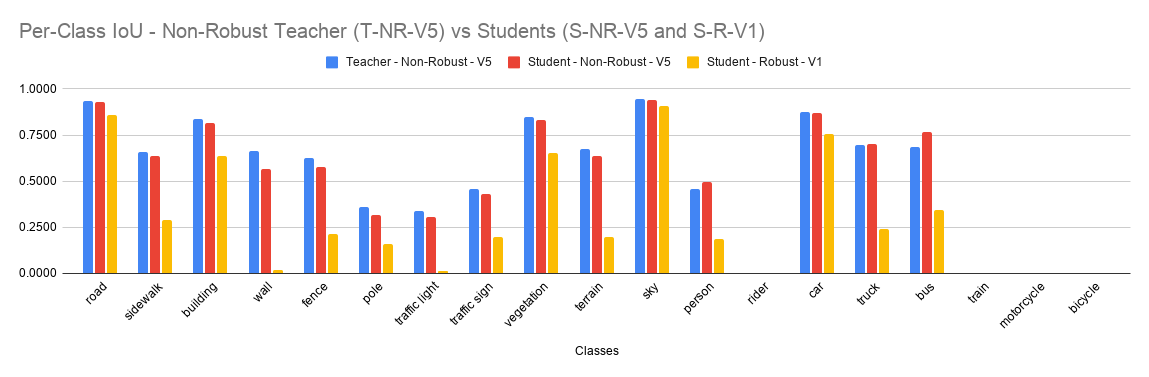 Per-Class IoU - Non-Robust Teacher (T-NR-V5) vs Students (S-NR-V5 and S-R-V1)
Teacher - Non-Robust - V5 Student - Non-Robust - V5 Student - Robust - V1
1.0000
0.7500
0.5000
0.2500
0.0000
road sidewalk building wall fence pole traffic light traffic sign vegetation terrain sky person rider car truck bus train motorcycle bicycle
Classes